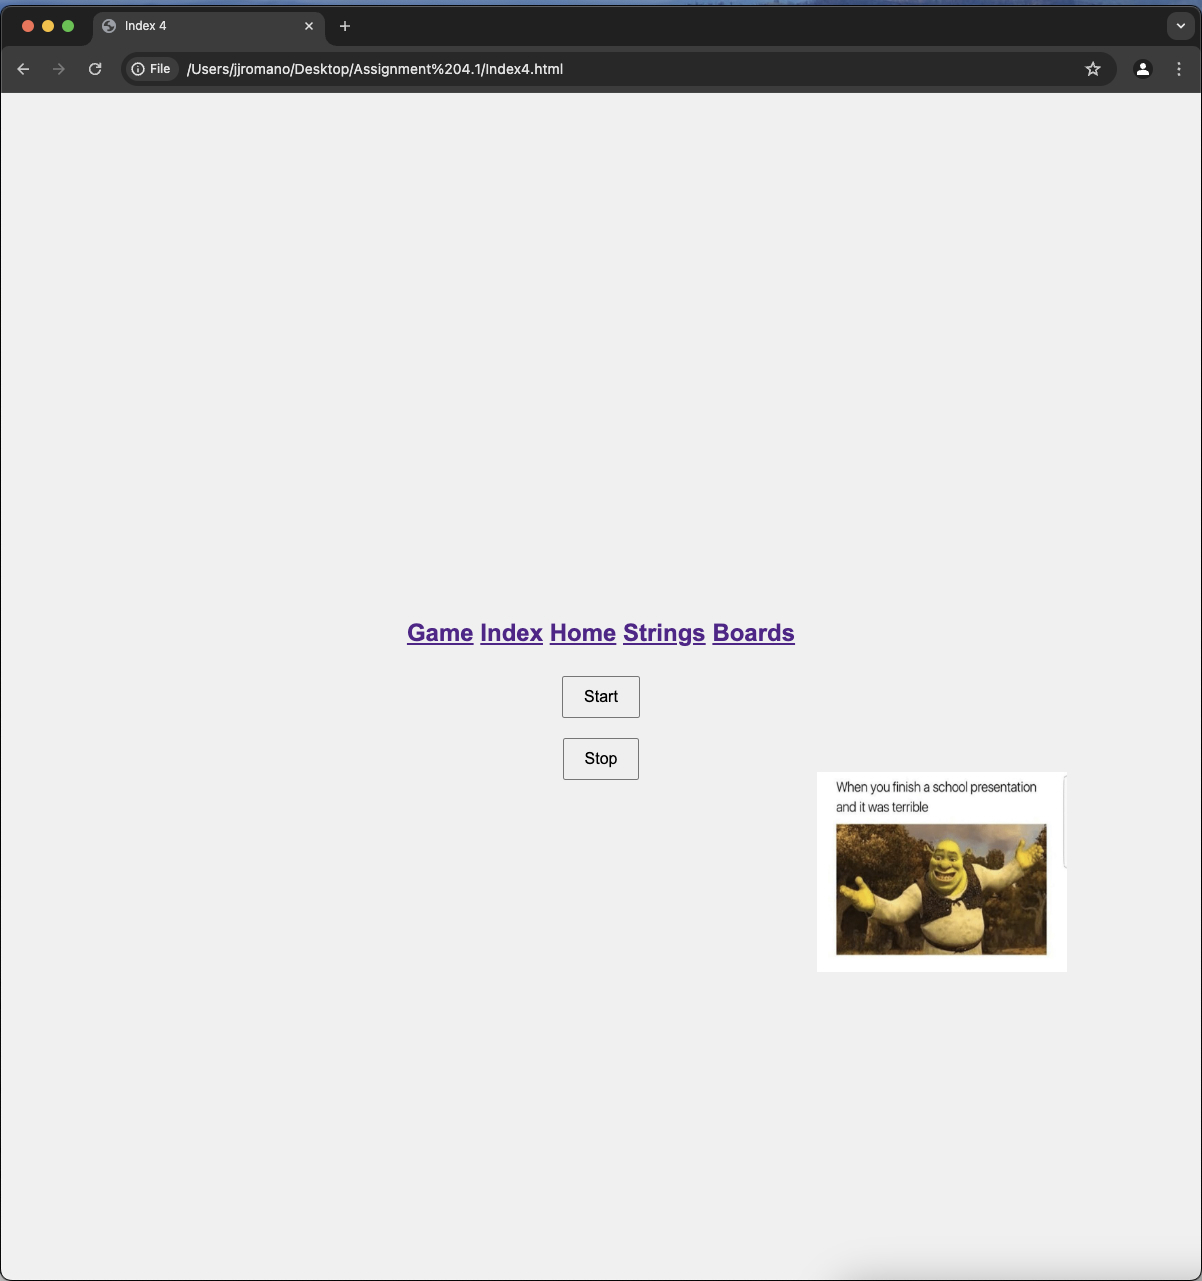 Index 4
File /Users/jjromano/Desktop/Assignment%204.1/Index4.html
Game Index Home Strings Boards
Start
Stop
When you finish a school presentation
and it was terrible